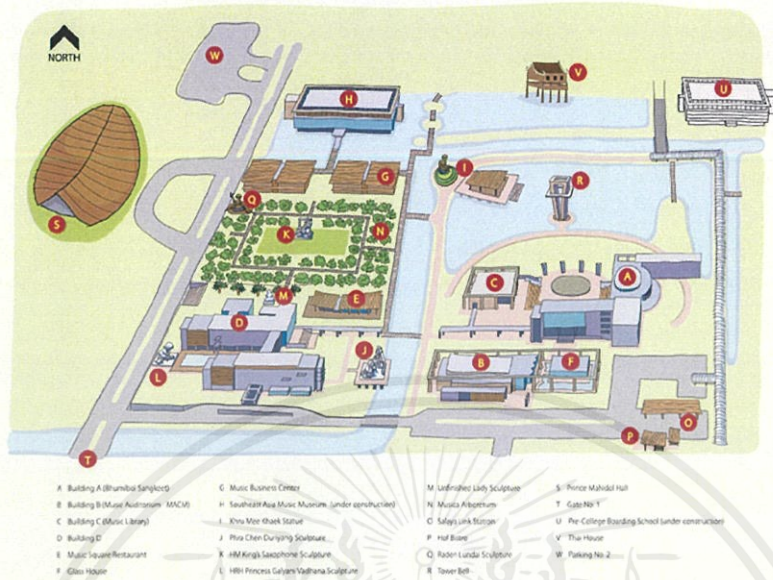 NORTH
W
V
U
H
G
I
R
S
Q
K
N
C
A
M
E
D
J
L
B
F
O
P
T
A Building A (Bhumibol Sangkeet)
B Building B (Music Auditorium - MACM)
C Building C (Music Library)
D Building D
E Music Square Restaurant
F Glass House
G Music Business Center
H Southeast Asia Music Museum (under construction)
I Khru Mee Khaek Statue
J Phra Chen Duriyang Sculpture
K HM King's Saxophone Sculpture
L HRH Princess Galyani Vadhana Sculpture
M Unfinished Lady Sculpture
N Musica Arboretum
O Salaya Link Station
P Hof Bistro
Q Raden Lunda Sculpture
R Tower Bell
S Prince Mahidol Hall
T Gate No. 1
U Pre-College Boarding School (under construction)
V Thai House
W Parking No. 2